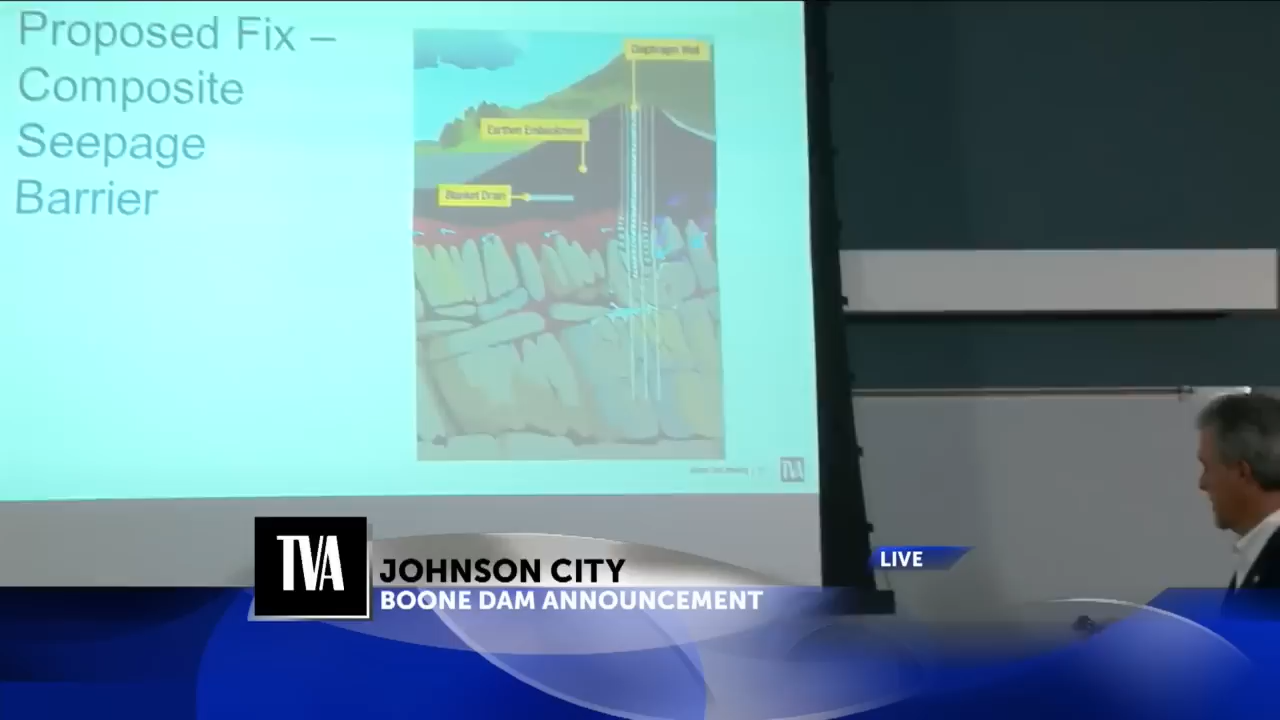 Proposed Fix –
Composite
Seepage
Barrier
Diaphragm Wall
Earthen Embankment
Blanket Drain
TVA
TVA
JOHNSON CITY
BOONE DAM ANNOUNCEMENT
LIVE